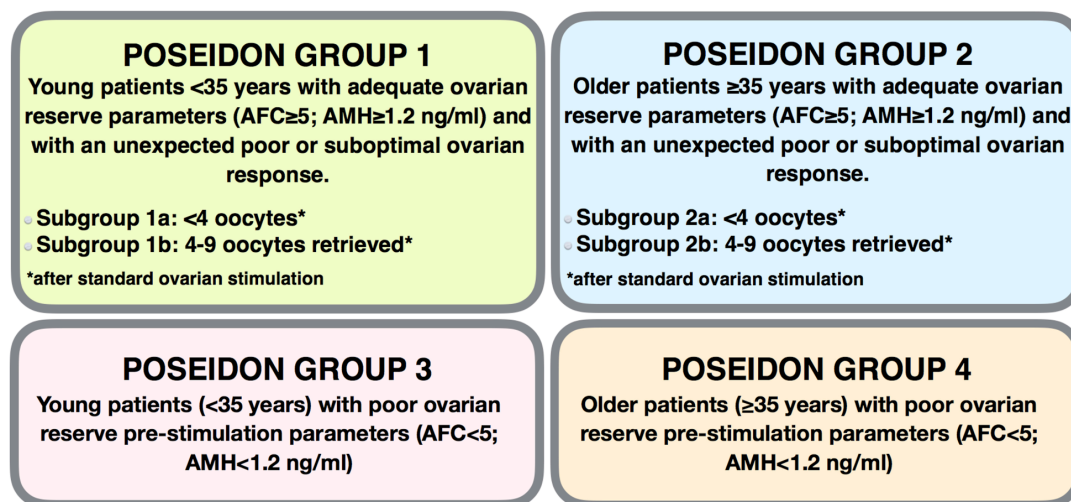 POSEIDON GROUP 1
Young patients <35 years with adequate ovarian
reserve parameters (AFC≥5; AMH≥1.2 ng/ml) and
with an unexpected poor or suboptimal ovarian
response.
Subgroup 1a: <4 oocytes*
Subgroup 1b: 4-9 oocytes retrieved*
*after standard ovarian stimulation
POSEIDON GROUP 2
Older patients ≥35 years with adequate ovarian
reserve parameters (AFC≥5; AMH≥1.2 ng/ml) and
with an unexpected poor or suboptimal ovarian
response.
Subgroup 2a: <4 oocytes*
Subgroup 2b: 4-9 oocytes retrieved*
*after standard ovarian stimulation
POSEIDON GROUP 3
Young patients (<35 years) with poor ovarian
reserve pre-stimulation parameters (AFC<5;
AMH<1.2 ng/ml)
POSEIDON GROUP 4
Older patients (≥35 years) with poor ovarian
reserve pre-stimulation parameters (AFC<5;
AMH<1.2 ng/ml)